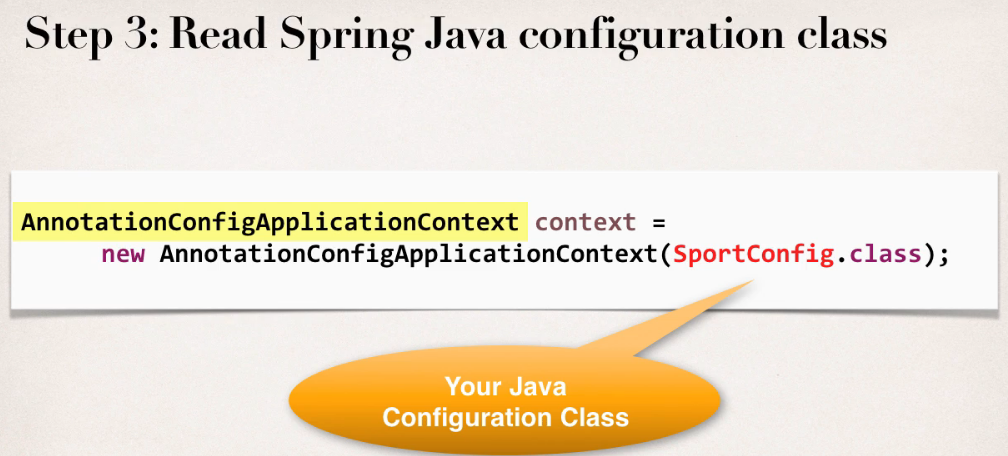 Step 3: Read Spring Java configuration class
AnnotationConfigApplicationContext context =
new AnnotationConfigApplicationContext(SportConfig.class);
Your Java
Configuration Class